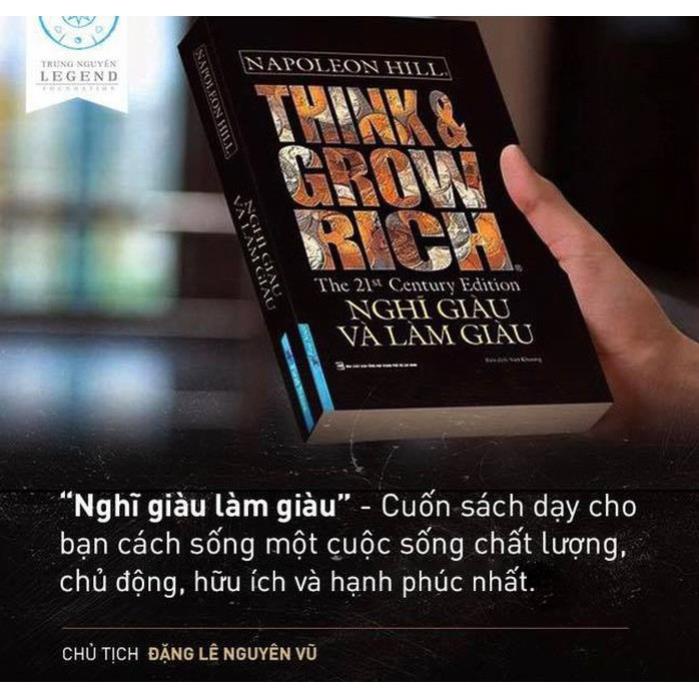 TRUNG NGUYÊN
LEGEND
FOUNDATION
NAPOLEON HILL
NGHĨ GIÀU
VÀ LÀM GIÀU
NAPOLEON HILL
THINK &
GROW
RICH
The 21st Century Edition
NGHĨ GIÀU
VÀ LÀM GIÀU
“Nghĩ giàu làm giàu” - Cuốn sách dạy cho
bạn cách sống một cuộc sống chất lượng,
chủ động, hữu ích và hạnh phúc nhất.
CHỦ TỊCH ĐẶNG LÊ NGUYÊN VŨ